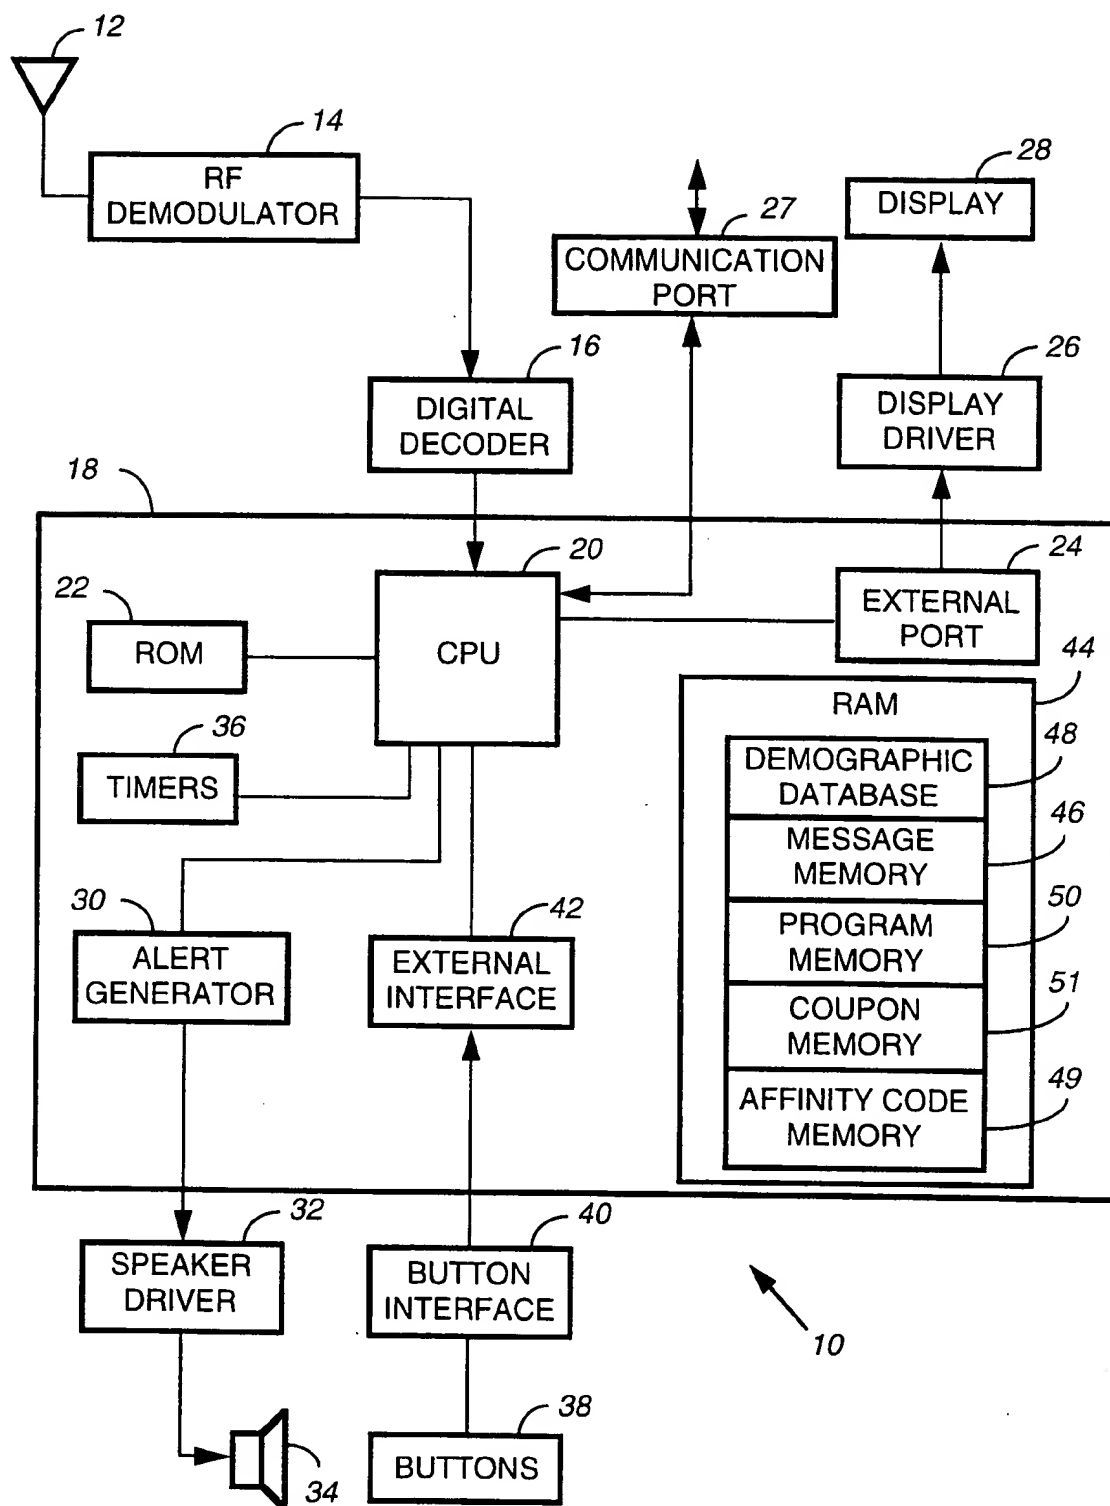 12
14
RF
DEMODULATOR
28
DISPLAY
27
COMMUNICATION
PORT
16
DIGITAL
DECODER
26
DISPLAY
DRIVER
18
20
CPU
24
EXTERNAL
PORT
22
ROM
36
TIMERS
44
RAM
48
DEMOGRAPHIC
DATABASE
46
MESSAGE
MEMORY
50
PROGRAM
MEMORY
51
COUPON
MEMORY
49
AFFINITY CODE
MEMORY
30
ALERT
GENERATOR
42
EXTERNAL
INTERFACE
32
SPEAKER
DRIVER
40
BUTTON
INTERFACE
10
34
38
BUTTONS